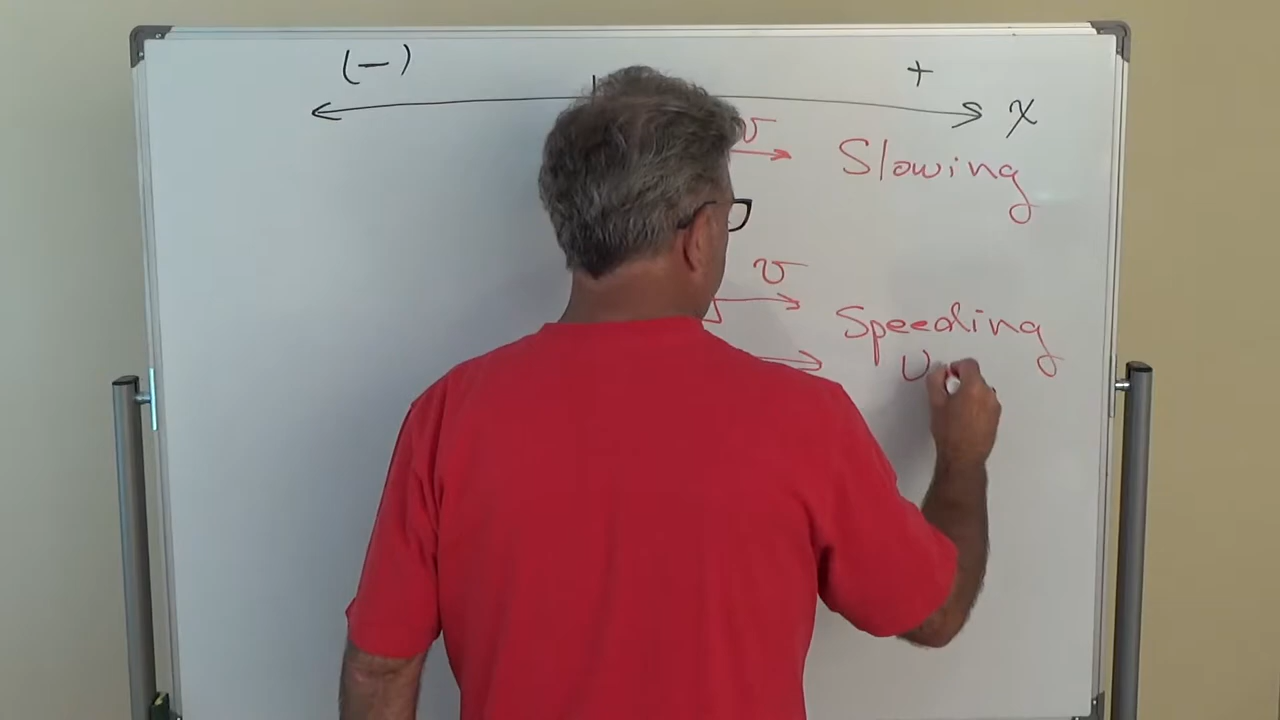 (-) + x
v Slowing
v
Speeding
U